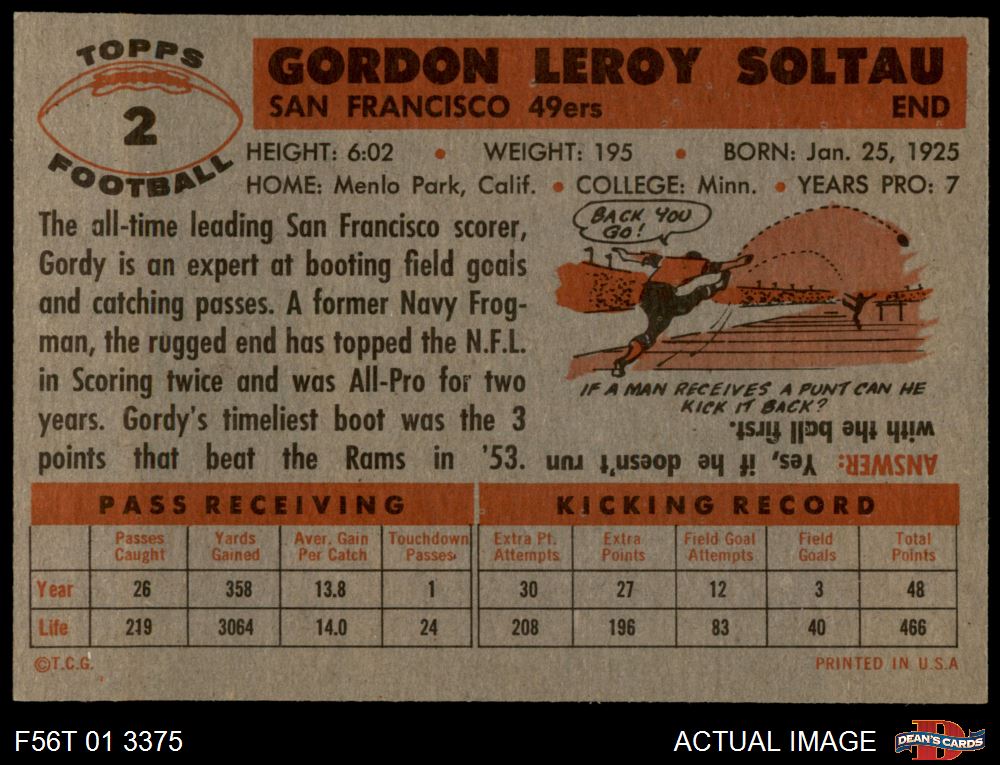 TOPPS
2
FOOTBALL
GORDON LEROY SOLTAU
SAN FRANCISCO 49ers END
HEIGHT: 6:02 • WEIGHT: 195 • BORN: Jan. 25, 1925
HOME: Menlo Park, Calif. • COLLEGE: Minn. • YEARS PRO: 7
The all-time leading San Francisco scorer,
Gordy is an expert at booting field goals
and catching passes. A former Navy Frog-
man, the rugged end has topped the N.F.L.
in Scoring twice and was All-Pro for two
years. Gordy's timeliest boot was the 3
points that beat the Rams in '53.
BACK YOU
GO!
IF A MAN RECEIVES A PUNT CAN HE
KICK IT BACK?
ANSWER: Yes, if he doesn't run
with the ball first.
PASS RECEIVING KICKING RECORD
Passes Yards Aver. Gain Touchdown Extra Pt. Extra Field Goal Field Total
Caught Gained Per Catch Passes Attempts Points Attempts Goals Points
Year 26 358 13.8 1 30 27 12 3 48
Life 219 3064 14.0 24 208 196 83 40 466
©T.C.G. PRINTED IN U.S.A
F56T 01 3375 ACTUAL IMAGE D DEAN'S CARDS